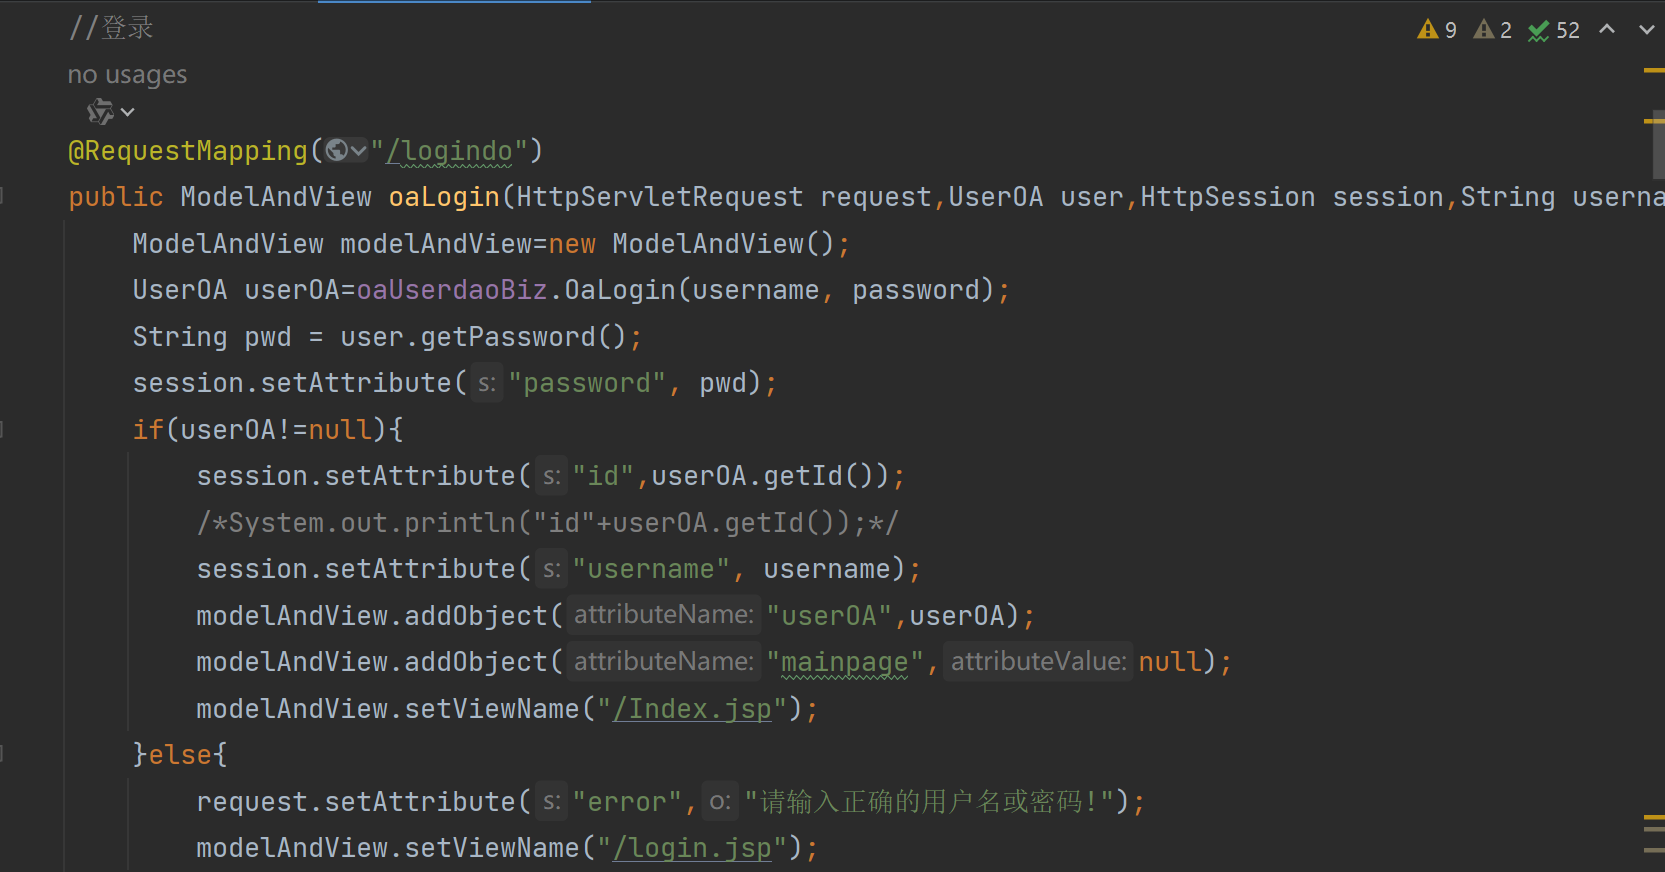 //登录
9 2 52
no usages
@RequestMapping("/logindo")
public ModelAndView oaLogin(HttpServletRequest request,UserOA user,HttpSession session,String userna
ModelAndView modelAndView=new ModelAndView();
UserOA userOA=oaUserdaoBiz.OaLogin(username, password);
String pwd = user.getPassword();
session.setAttribute( s: "password", pwd);
if(userOA!=null){
session.setAttribute( s: "id",userOA.getId());
/*System.out.println("id"+userOA.getId());*/
session.setAttribute( s: "username", username);
modelAndView.addObject( attributeName: "userOA",userOA);
modelAndView.addObject( attributeName: "mainpage", attributeValue: null);
modelAndView.setViewName("/Index.jsp");
}else{
request.setAttribute( s: "error", o: "请输入正确的用户名或密码!");
modelAndView.setViewName("/login.jsp");